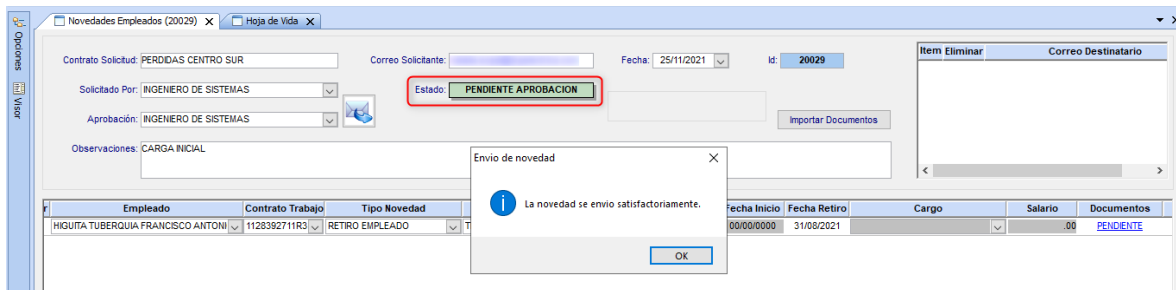 Novedades Empleados (20029) X Hoja de Vida X
Opciones
Visor
Contrato Solicitud: PERDIDAS CENTRO SUR Correo Solicitante: Fecha: 25/11/2021 Id: 20029
Solicitado Por: INGENIERO DE SISTEMAS Estado: PENDIENTE APROBACION
Aprobación: INGENIERO DE SISTEMAS Importar Documentos
Observaciones: CARGA INICIAL
Item Eliminar Correo Destinatario
Envio de novedad
La novedad se envio satisfactoriamente.
OK
r Empleado Contrato Trabajo Tipo Novedad Fecha Inicio Fecha Retiro Cargo Salario Documentos
HIGUITA TUBERQUIA FRANCISCO ANTONI 1128392711R3 RETIRO EMPLEADO T 00/00/0000 31/08/2021 .00 PENDIENTE